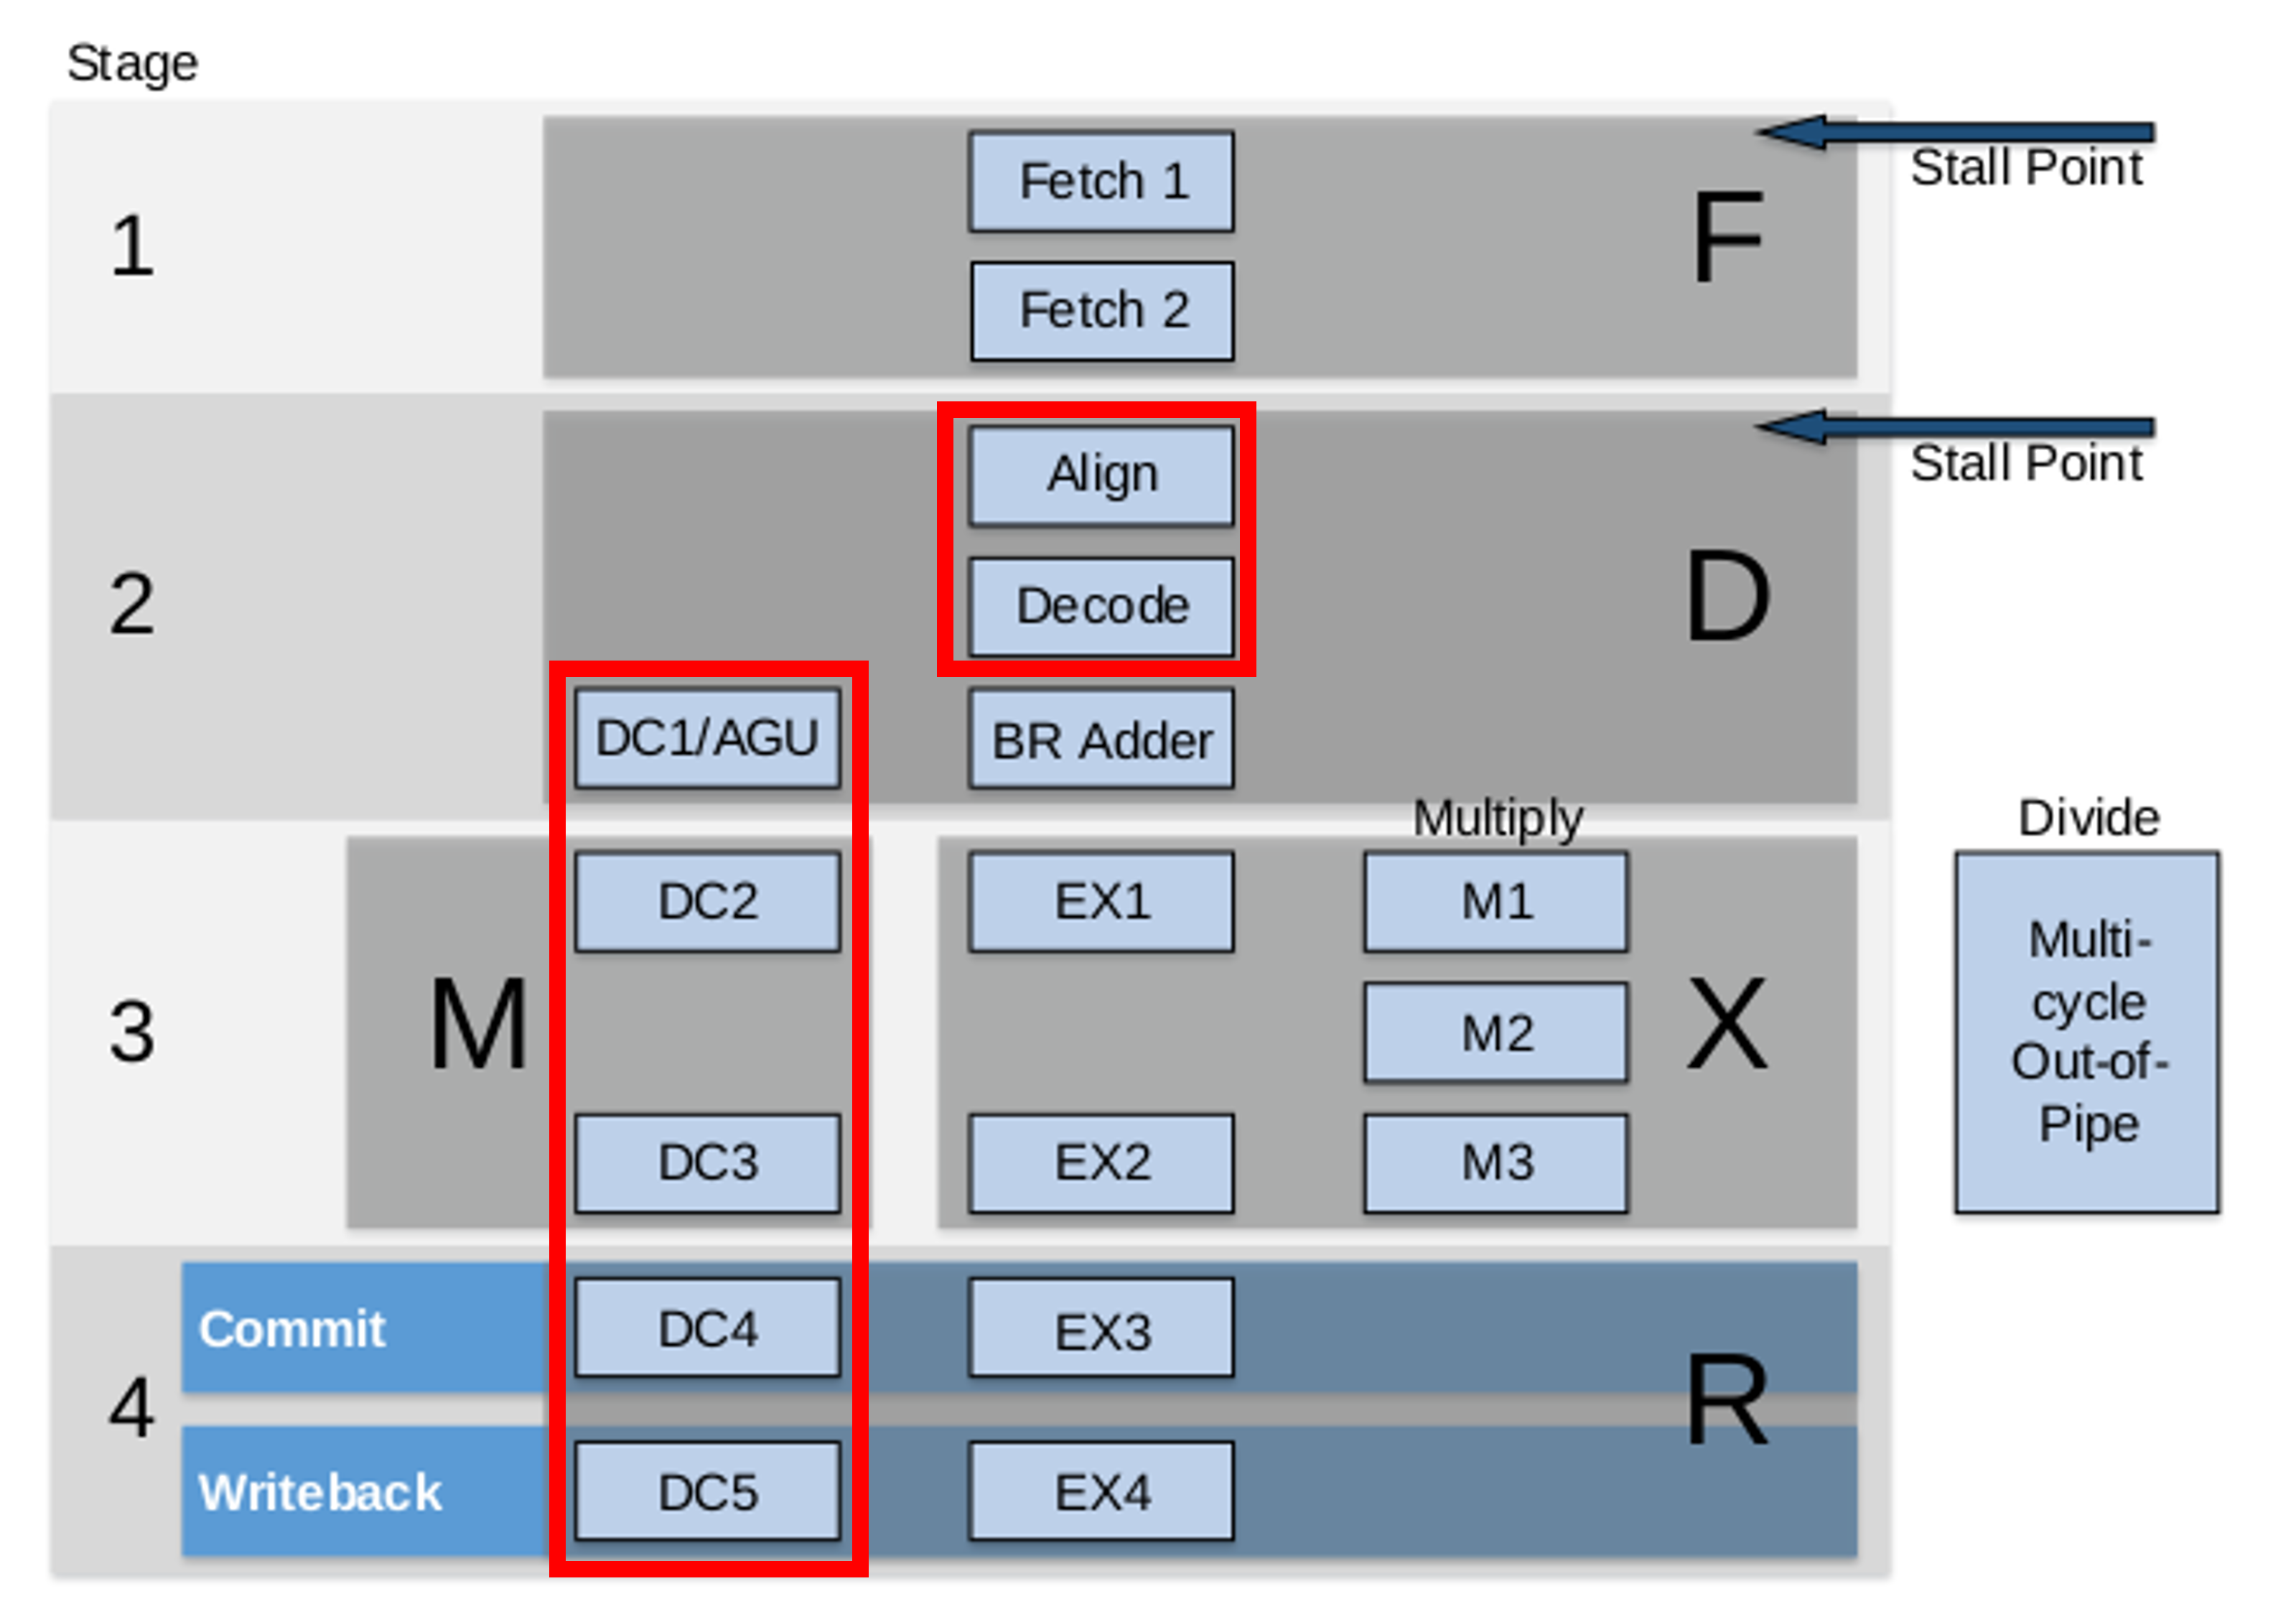 Stage
1
Fetch 1
Fetch 2
F
Stall Point
2
Align
Decode
DC1/AGU
BR Adder
D
Stall Point
Multiply
Divide
3
M
DC2
DC3
EX1
EX2
M1
M2
M3
X
Multi-
cycle
Out-of-
Pipe
4
Commit
DC4
EX3
R
Writeback
DC5
EX4